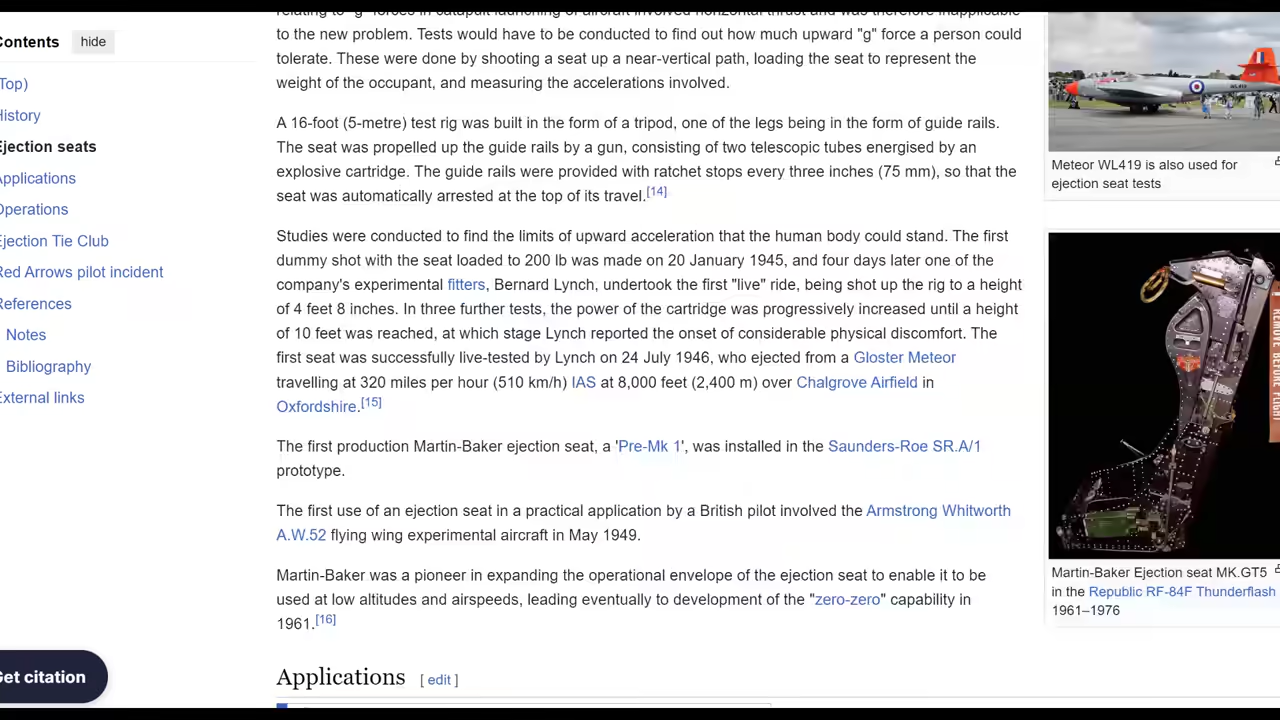 Contents hide
Top)
History
Ejection seats
Applications
Operations
Ejection Tie Club
Red Arrows pilot incident
References
Notes
Bibliography
External links
Get citation
relating to "g" forces in catapult launching of aircraft involved horizontal thrust and was therefore inapplicable
to the new problem. Tests would have to be conducted to find out how much upward "g" force a person could
tolerate. These were done by shooting a seat up a near-vertical path, loading the seat to represent the
weight of the occupant, and measuring the accelerations involved.
A 16-foot (5-metre) test rig was built in the form of a tripod, one of the legs being in the form of guide rails.
The seat was propelled up the guide rails by a gun, consisting of two telescopic tubes energised by an
explosive cartridge. The guide rails were provided with ratchet stops every three inches (75 mm), so that the
seat was automatically arrested at the top of its travel.[14]
Studies were conducted to find the limits of upward acceleration that the human body could stand. The first
dummy shot with the seat loaded to 200 lb was made on 20 January 1945, and four days later one of the
company's experimental fitters, Bernard Lynch, undertook the first "live" ride, being shot up the rig to a height
of 4 feet 8 inches. In three further tests, the power of the cartridge was progressively increased until a height
of 10 feet was reached, at which stage Lynch reported the onset of considerable physical discomfort. The
first seat was successfully live-tested by Lynch on 24 July 1946, who ejected from a Gloster Meteor
travelling at 320 miles per hour (510 km/h) IAS at 8,000 feet (2,400 m) over Chalgrove Airfield in
Oxfordshire.[15]
The first production Martin-Baker ejection seat, a 'Pre-Mk 1', was installed in the Saunders-Roe SR.A/1
prototype.
The first use of an ejection seat in a practical application by a British pilot involved the Armstrong Whitworth
A.W.52 flying wing experimental aircraft in May 1949.
Martin-Baker was a pioneer in expanding the operational envelope of the ejection seat to enable it to be
used at low altitudes and airspeeds, leading eventually to development of the "zero-zero" capability in
1961.[16]
Applications [ edit ]
Meteor WL419 is also used for
ejection seat tests
Martin-Baker Ejection seat MK.GT5
in the Republic RF-84F Thunderflash
1961–1976